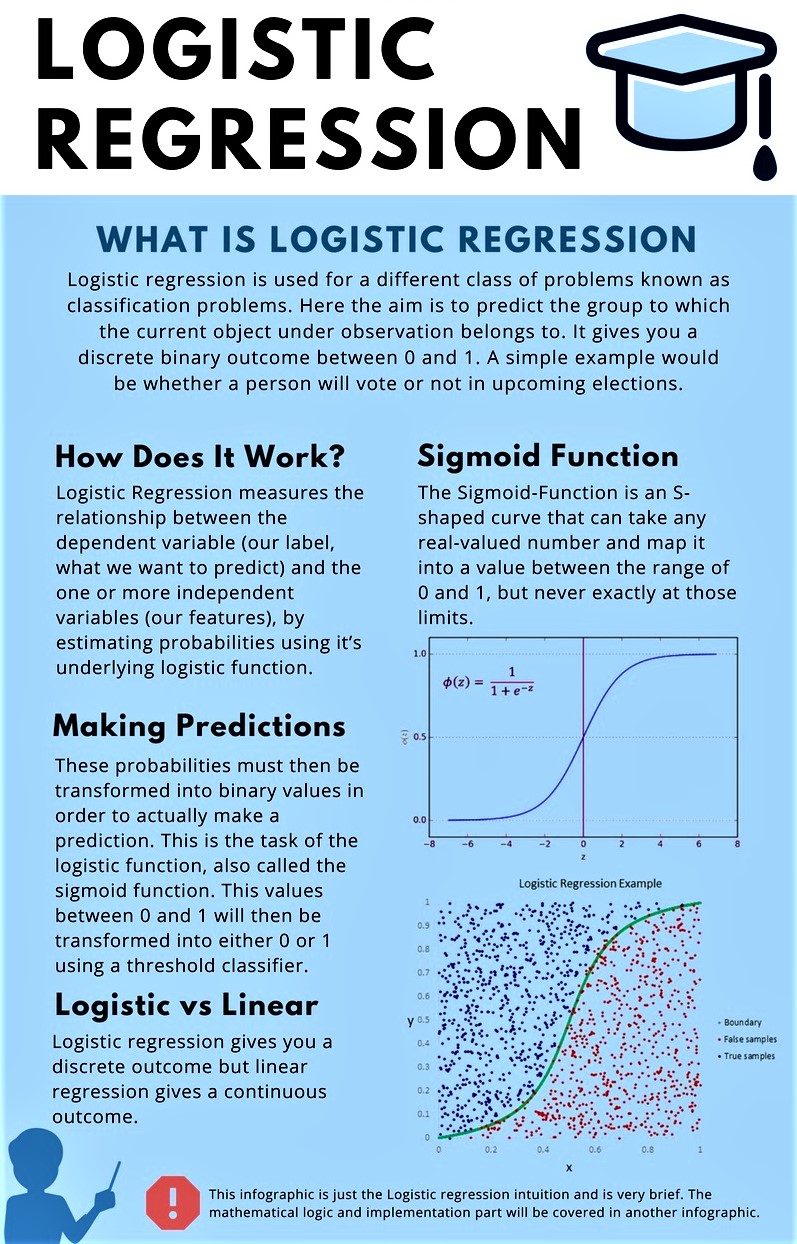 LOGISTIC
REGRESSION
WHAT IS LOGISTIC REGRESSION
Logistic regression is used for a different class of problems known as
classification problems. Here the aim is to predict the group to which
the current object under observation belongs to. It gives you a
discrete binary outcome between 0 and 1. A simple example would
be whether a person will vote or not in upcoming elections.
How Does It Work?
Logistic Regression measures the
relationship between the
dependent variable (our label,
what we want to predict) and the
one or more independent
variables (our features), by
estimating probabilities using it's
underlying logistic function.
Making Predictions
These probabilities must then be
transformed into binary values in
order to actually make a
prediction. This is the task of the
logistic function, also called the
sigmoid function. This values
between 0 and 1 will then be
transformed into either 0 or 1
using a threshold classifier.
Logistic vs Linear
Logistic regression gives you a
discrete outcome but linear
regression gives a continuous
outcome.
Sigmoid Function
The Sigmoid-Function is an S-
shaped curve that can take any
real-valued number and map it
into a value between the range of
0 and 1, but never exactly at those
limits.
ϕ(z) = 1 / 1 + e^-z
1.0
0.5
0.0
−8 −6 −4 −2 0 2 4 6 8
z
Logistic Regression Example
1
0.9
0.8
0.7
0.6
0.5
0.4
0.3
0.2
0.1
0
y
0 0.2 0.4 0.6 0.8 1
x
Boundary
False samples
True samples
!
This infographic is just the Logistic regression intuition and is very brief. The
mathematical logic and implementation part will be covered in another infographic.